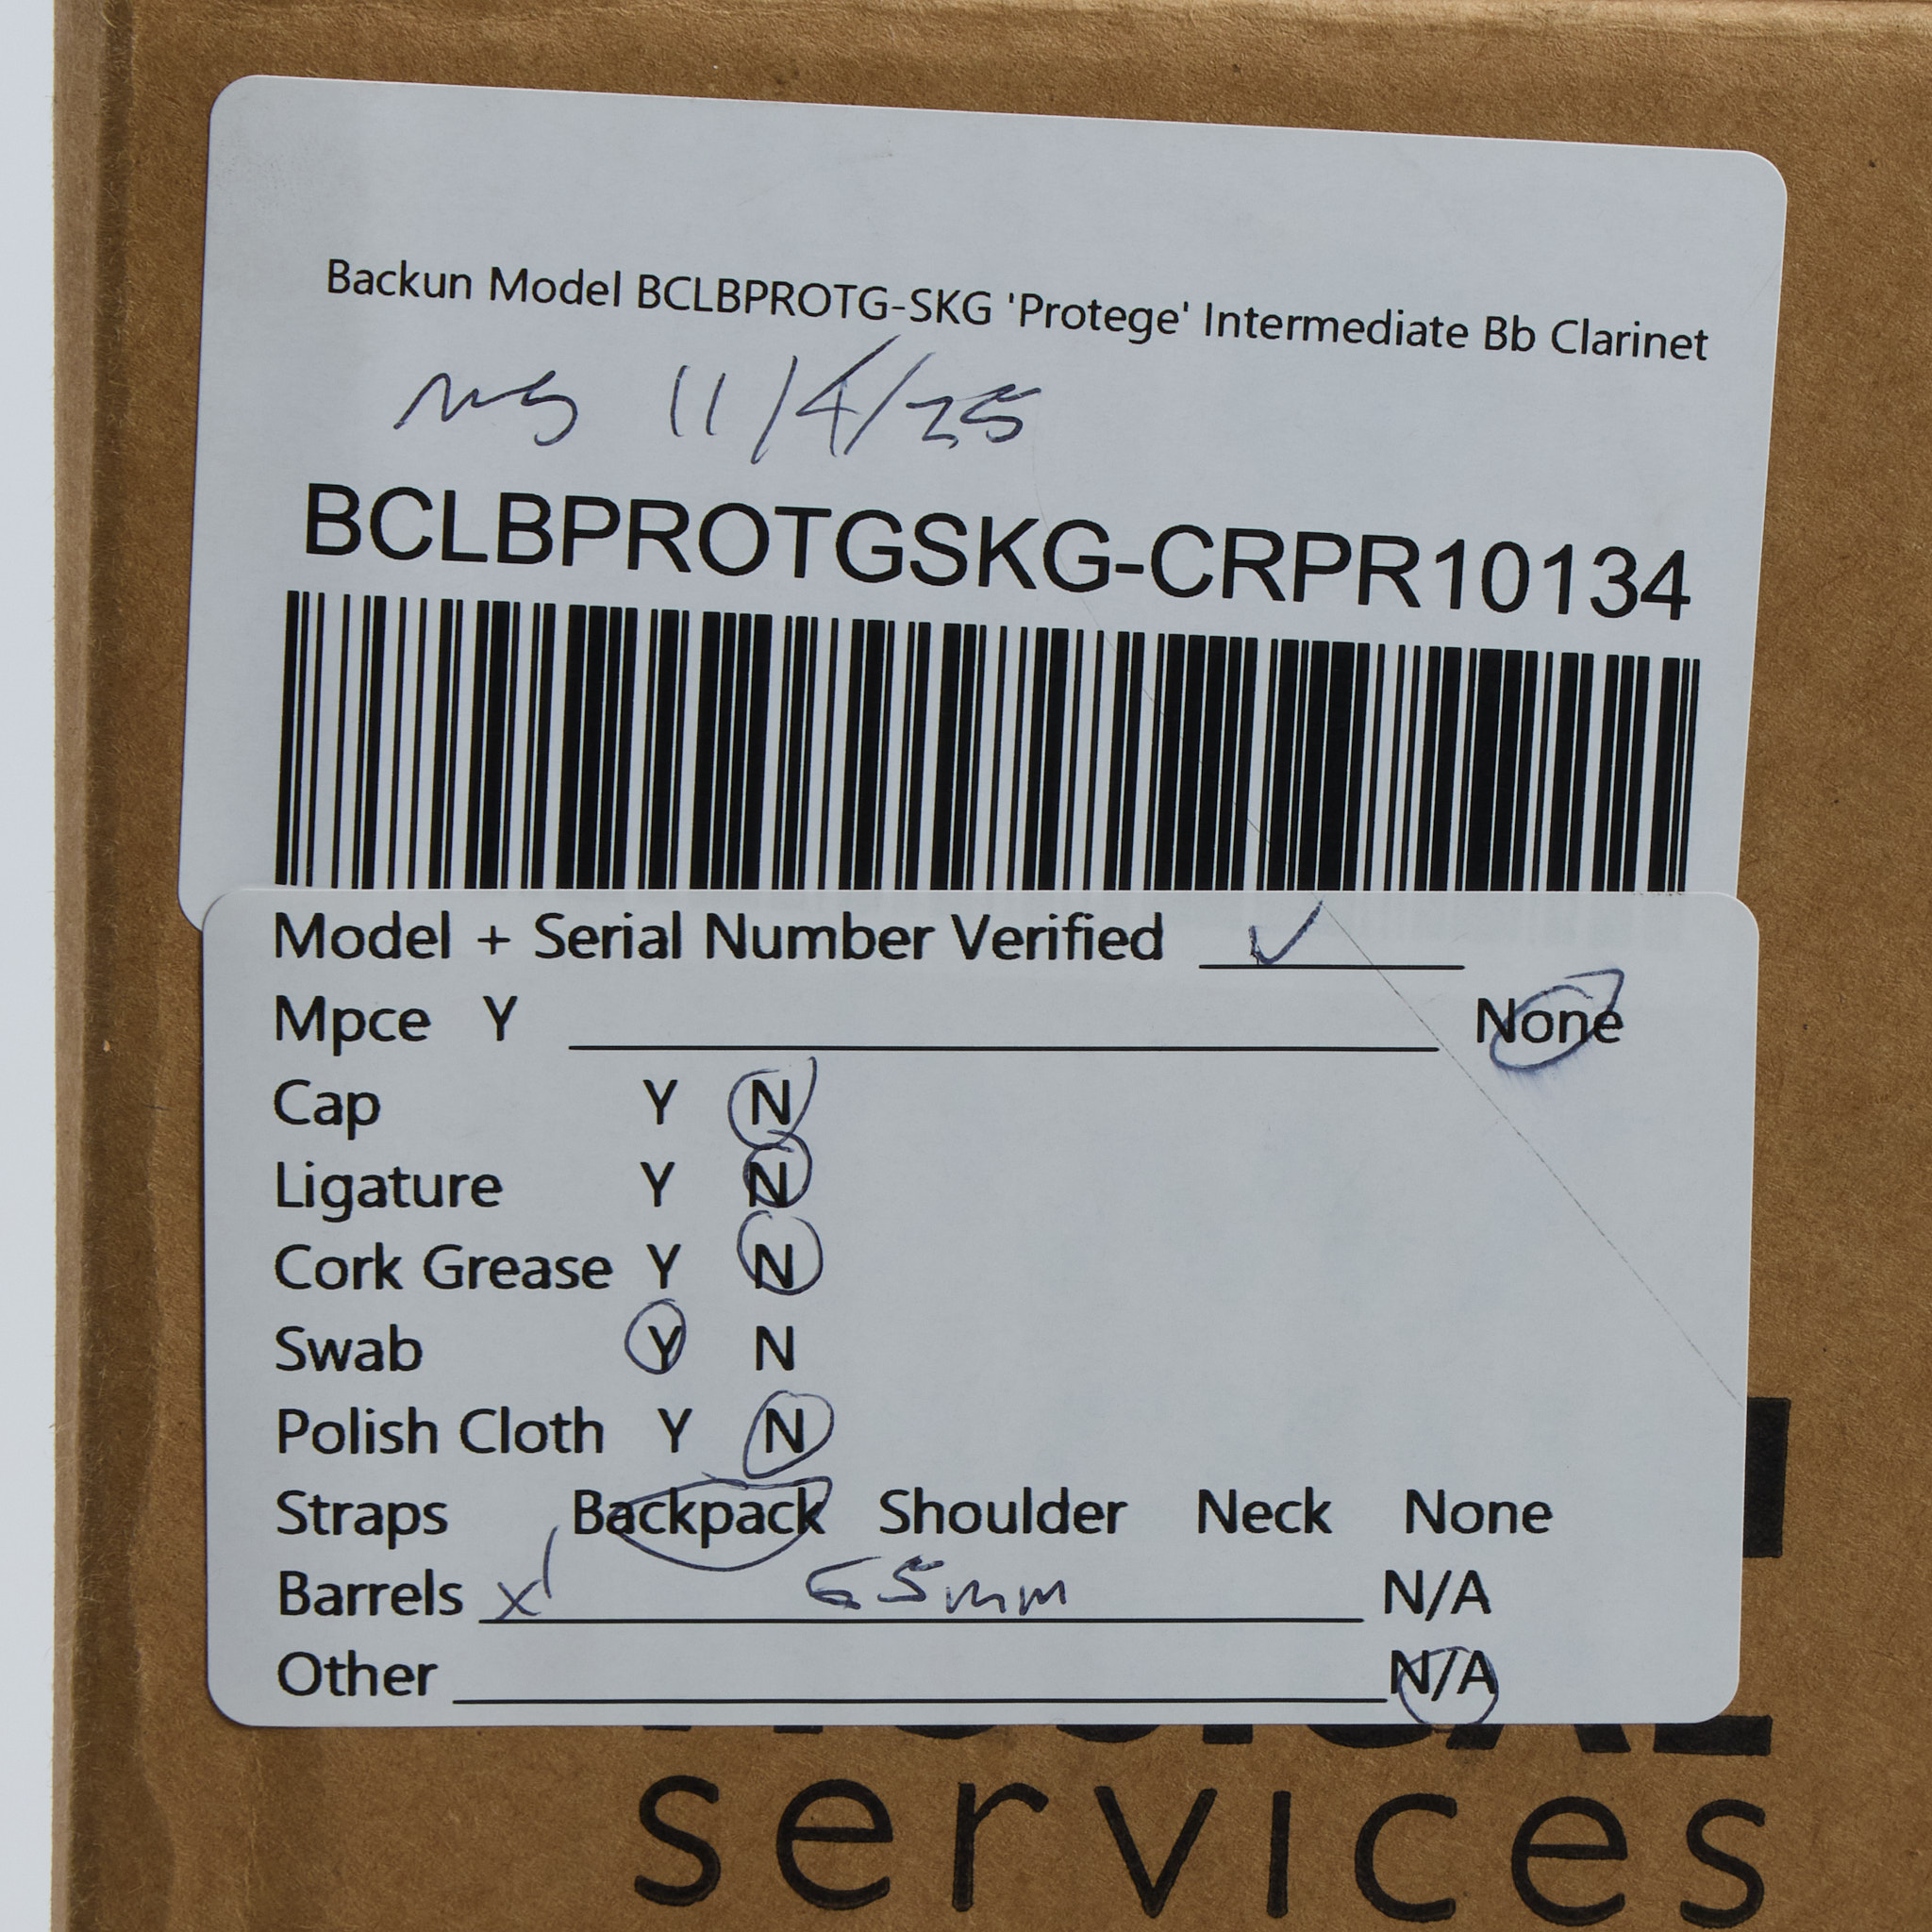 Backun Model BCLBPROTG-SKG 'Protege' Intermediate Bb Clarinet
11/4/25
BCLBPROTGSKG-CRPR10134
Model + Serial Number Verified ✓
Mpce Y None
Cap Y N
Ligature Y N
Cork Grease Y N
Swab Y N
Polish Cloth Y N
Straps Backpack Shoulder Neck None
Barrels x1 65mm N/A
Other N/A
services